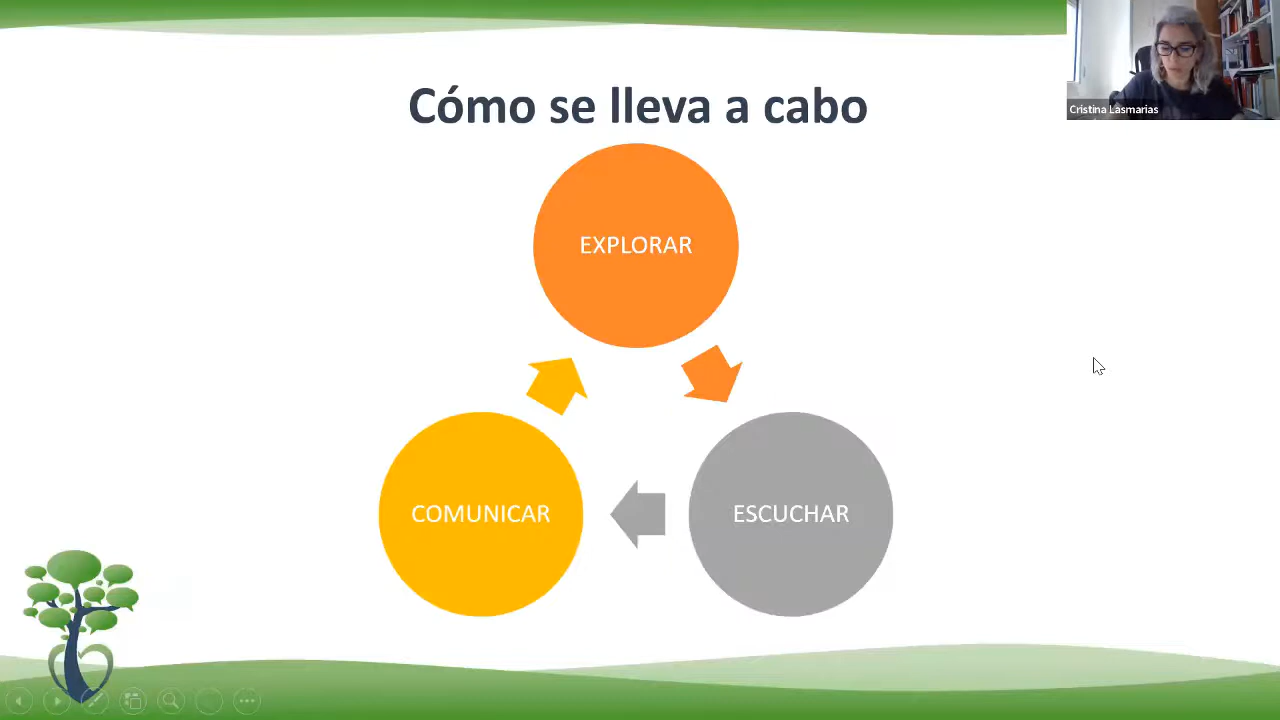 Cómo se lleva a cabo
Cristina Lasmarias
EXPLORAR
COMUNICAR
ESCUCHAR